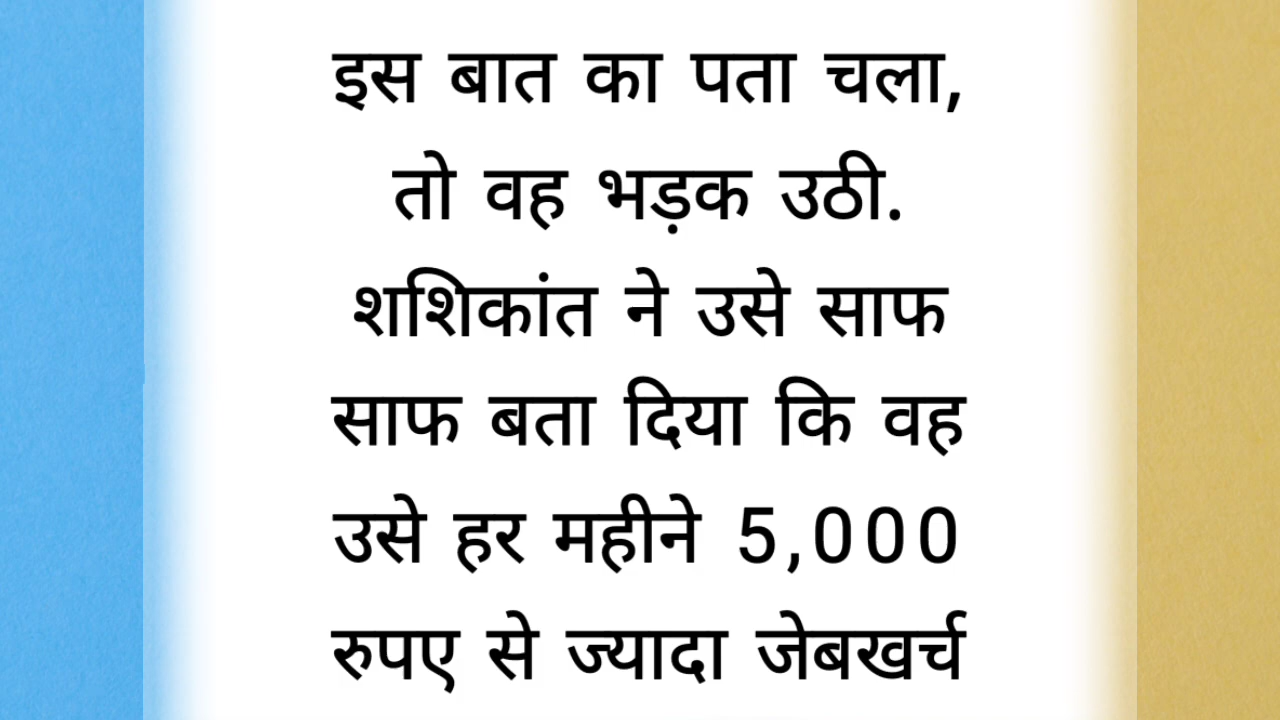 इस बात का पता चला,
तो वह भड़क उठी.
शशिकांत ने उसे साफ
साफ बता दिया कि वह
उसे हर महीने 5,000
रुपए से ज्यादा जेबखर्च